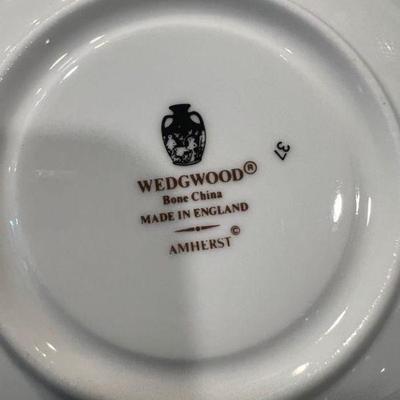 WEDGWOOD®
Bone China
MADE IN ENGLAND
AMHERST©
37